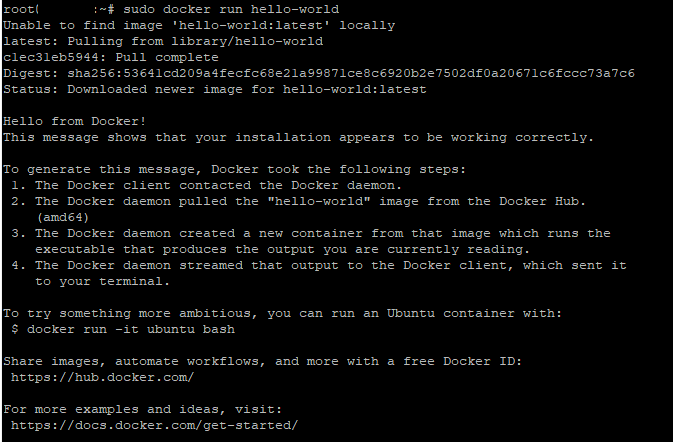 root(        :~# sudo docker run hello-world
Unable to find image 'hello-world:latest' locally
latest: Pulling from library/hello-world
c1ec31eb5944: Pull complete
Digest: sha256:53641cd209a4fecfc68e21a99871ce8c6920b2e7502df0a20671c6fccc73a7c6
Status: Downloaded newer image for hello-world:latest

Hello from Docker!
This message shows that your installation appears to be working correctly.

To generate this message, Docker took the following steps:
 1. The Docker client contacted the Docker daemon.
 2. The Docker daemon pulled the "hello-world" image from the Docker Hub.
    (amd64)
 3. The Docker daemon created a new container from that image which runs the
    executable that produces the output you are currently reading.
 4. The Docker daemon streamed that output to the Docker client, which sent it
    to your terminal.

To try something more ambitious, you can run an Ubuntu container with:
 $ docker run -it ubuntu bash

Share images, automate workflows, and more with a free Docker ID:
 https://hub.docker.com/

For more examples and ideas, visit:
 https://docs.docker.com/get-started/